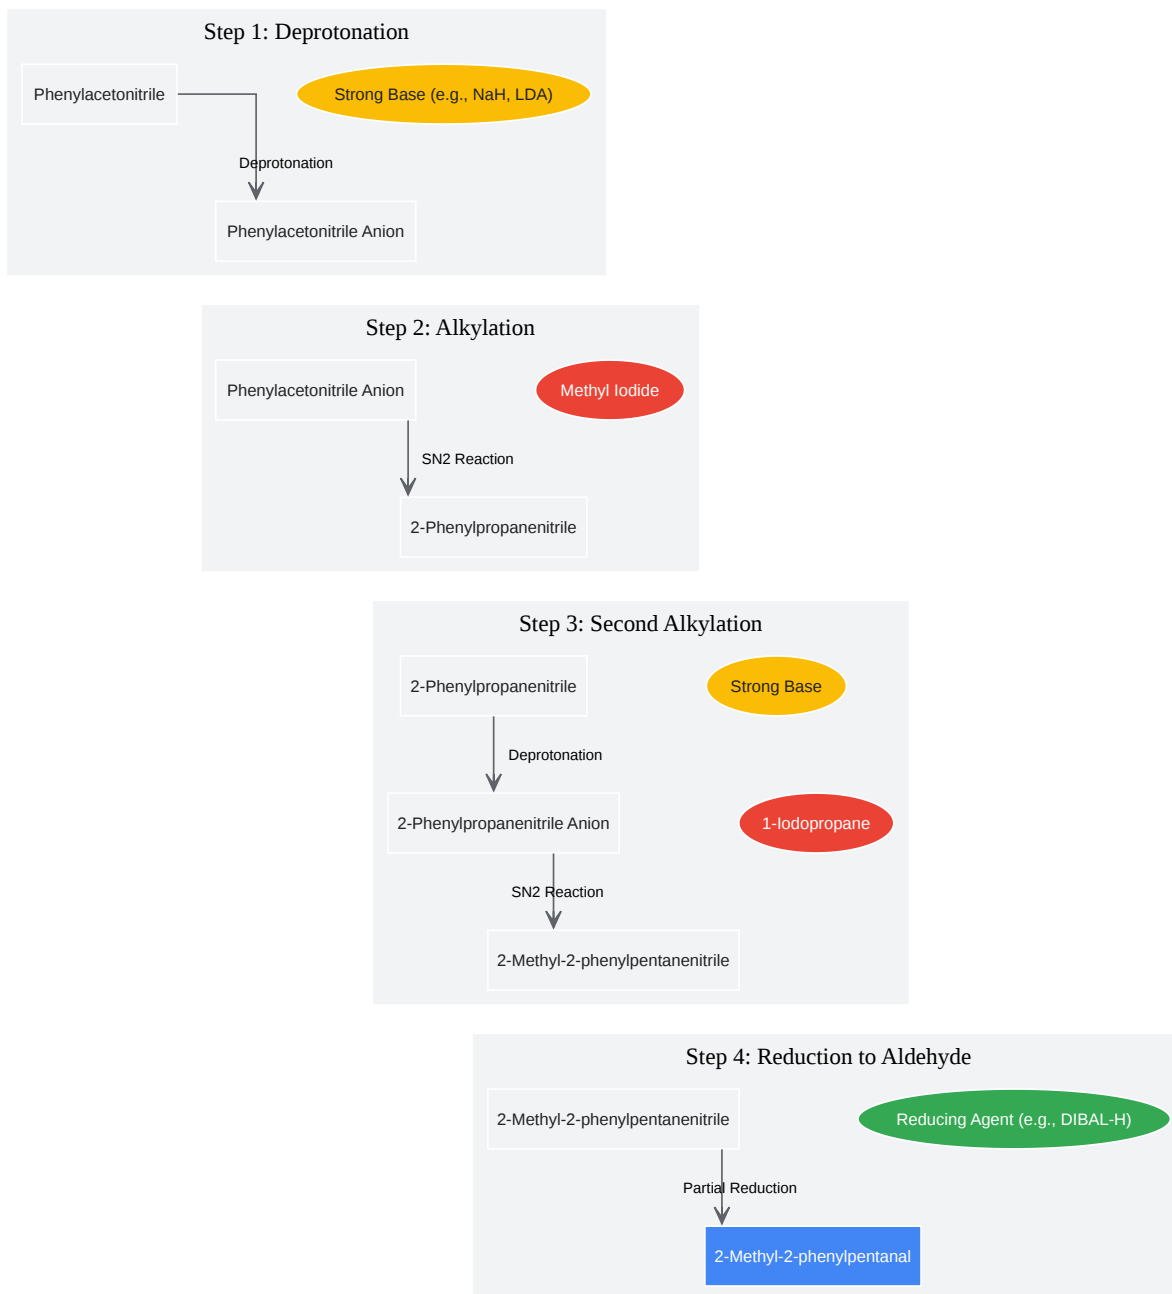 Step 1: Deprotonation
Phenylacetonitrile
Strong Base (e.g., NaH, LDA)
Deprotonation
Phenylacetonitrile Anion
Step 2: Alkylation
Phenylacetonitrile Anion
Methyl Iodide
SN2 Reaction
2-Phenylpropanenitrile
Step 3: Second Alkylation
2-Phenylpropanenitrile
Strong Base
Deprotonation
2-Phenylpropanenitrile Anion
1-Iodopropane
SN2 Reaction
2-Methyl-2-phenylpentanenitrile
Step 4: Reduction to Aldehyde
2-Methyl-2-phenylpentanenitrile
Reducing Agent (e.g., DIBAL-H)
Partial Reduction
2-Methyl-2-phenylpentanal